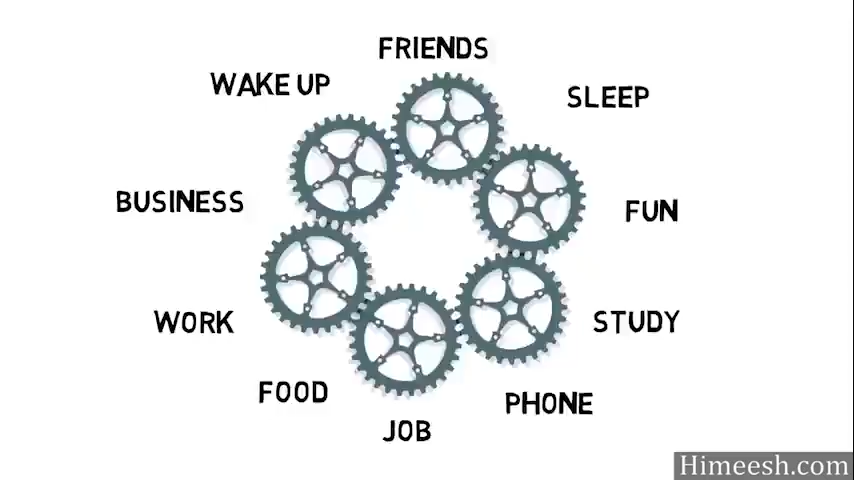 FRIENDS
WAKE UP
SLEEP
BUSINESS
FUN
WORK
STUDY
FOOD
PHONE
JOB
Himeesh.com